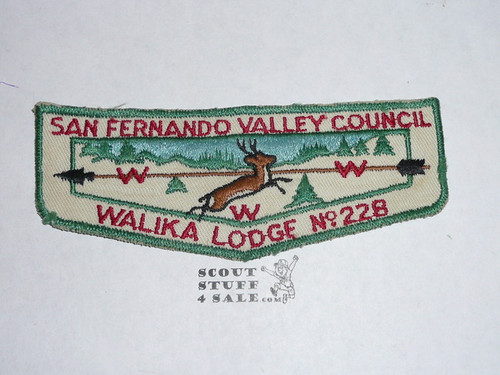 SAN FERNANDO VALLEY COUNCIL
W W
W
WALIKA LODGE Nº 228
SCOUT
STUFF
4 SALE.COM